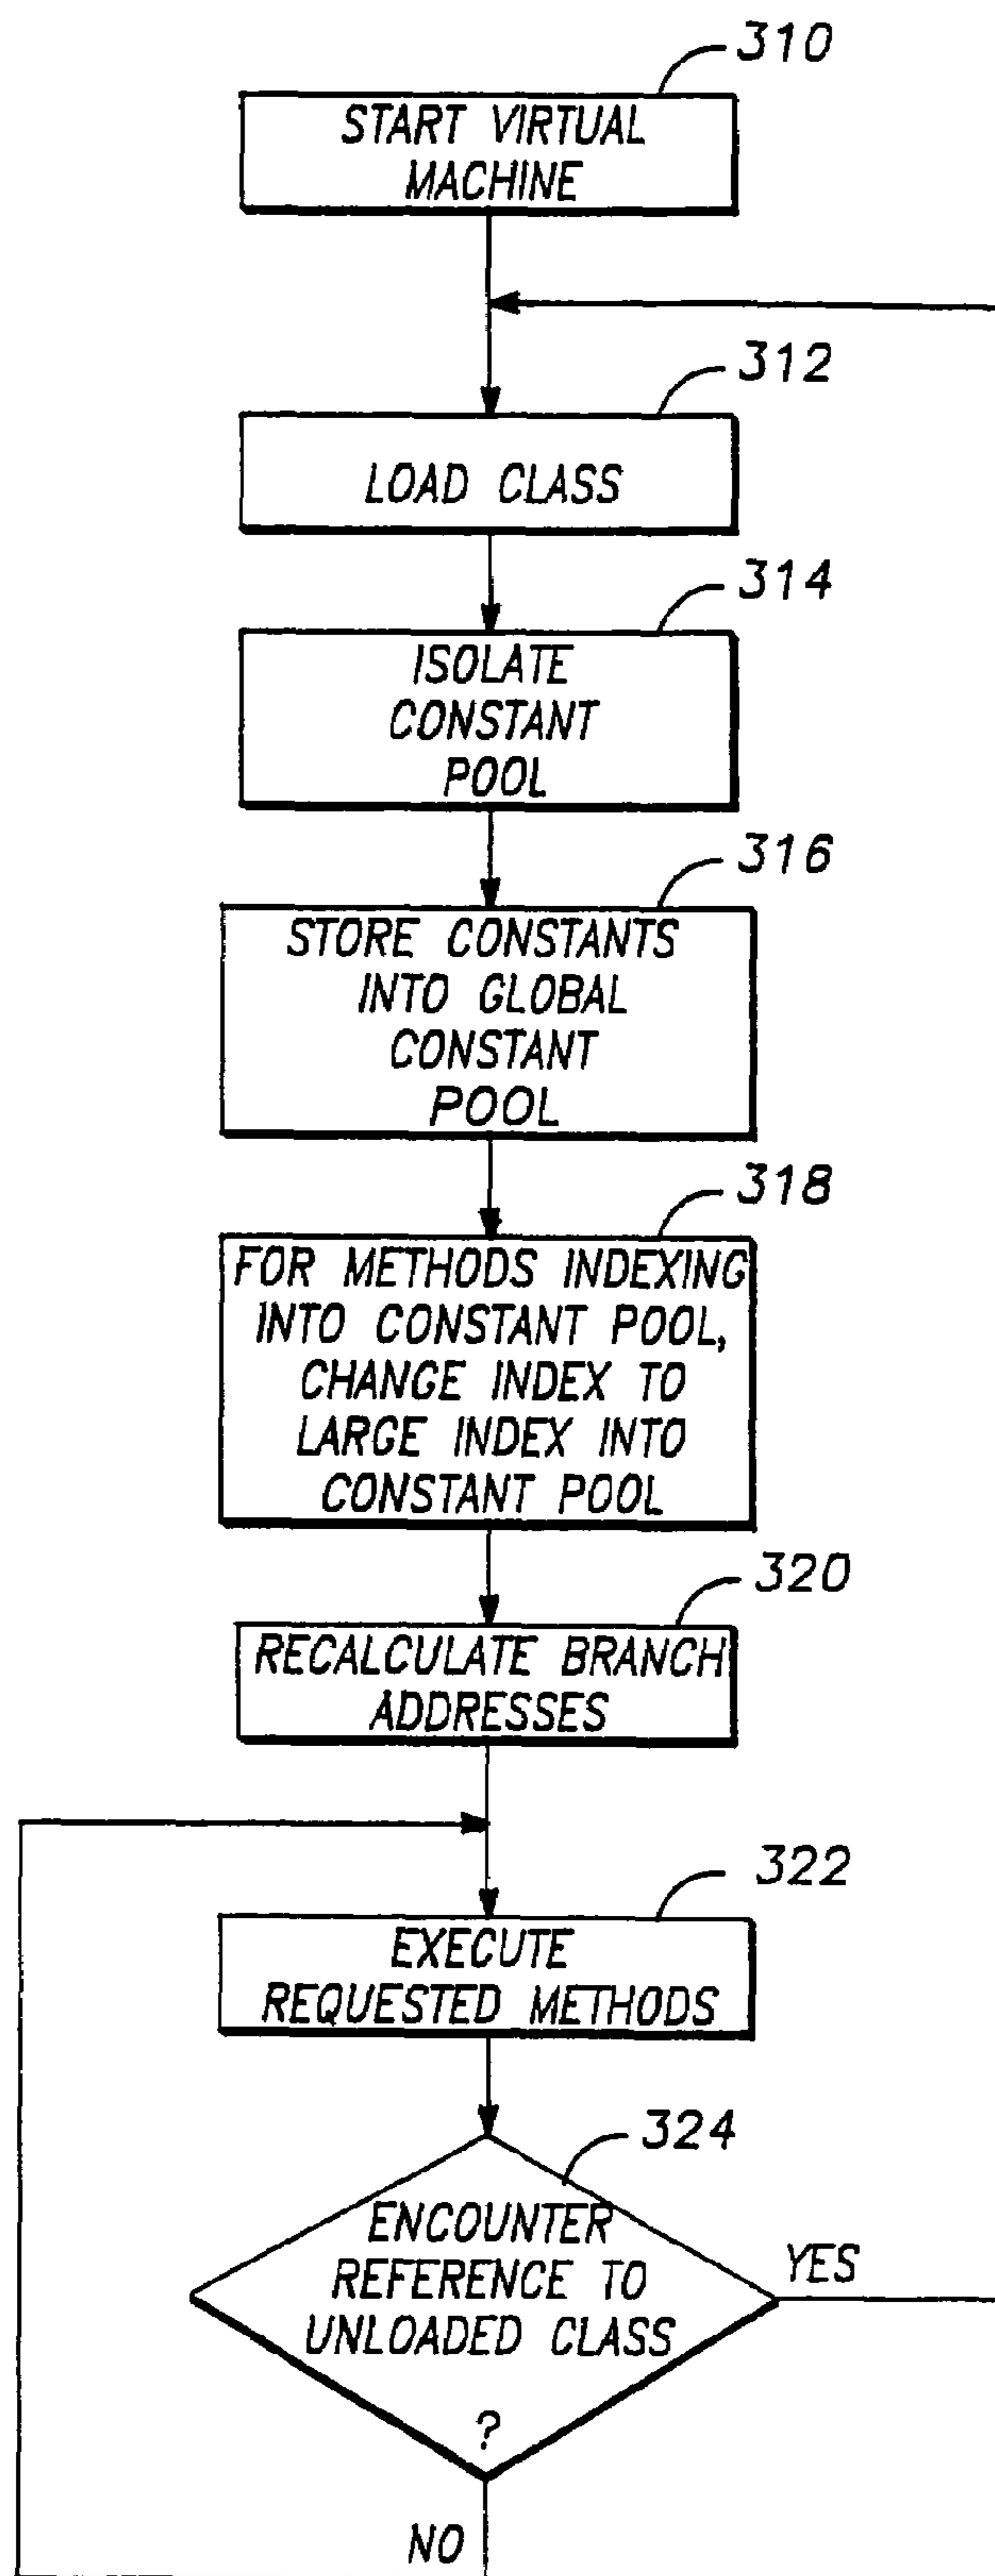 310
START VIRTUAL
MACHINE
312
LOAD CLASS
314
ISOLATE
CONSTANT
POOL
316
STORE CONSTANTS
INTO GLOBAL
CONSTANT
POOL
318
FOR METHODS INDEXING
INTO CONSTANT POOL,
CHANGE INDEX TO
LARGE INDEX INTO
CONSTANT POOL
320
RECALCULATE BRANCH
ADDRESSES
322
EXECUTE
REQUESTED METHODS
324
ENCOUNTER
REFERENCE TO
UNLOADED CLASS
?
YES
NO